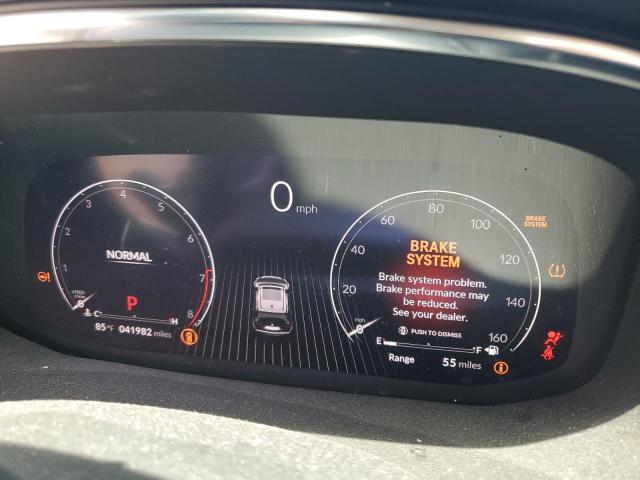 0 mph
1
2
3
4
5
6
7
8
NORMAL
0
P
C H
85°F 041982 miles
0
20
40
60
80
100
120
140
160
mph
BRAKE
SYSTEM
Brake system problem.
Brake performance may
be reduced.
See your dealer.
PUSH TO DISMISS
E F
Range 55 miles
BRAKE
SYSTEM